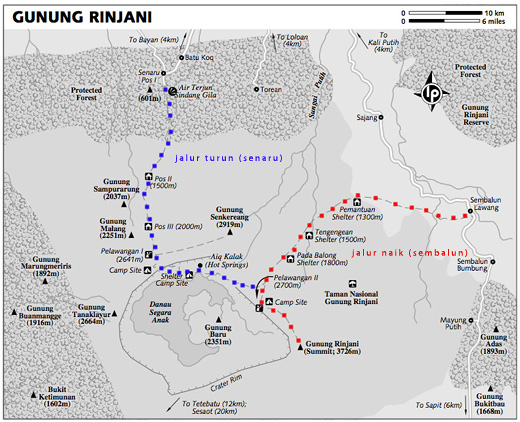 GUNUNG RINJANI
0 10 km
0 6 miles
To Bayan (4km)
To Loloan
(4km)
To
Kali Putih
(4km)
Batu Koq
Senaru
Pos I
(601m)
Air Terjun
Sindang Gila
Torean
Sungai Putih
Protected
Forest
Protected
Forest
lp
Gunung
Rinjani
Reserve
Sajang
jalur turun (senaru)
Pos II
(1500m)
Gunung
Sampurarung
(2037m)
Pemantuan
Shelter (1300m)
Sembalun
Lawang
Gunung
Malang
(2251m)
Pos III (2000m)
Gunung
Senkereang
(2919m)
Tengengean
Shelter (1500m)
jalur naik (sembalun)
Pelawangan I
(2641m)
Aiq Kalak
(Hot Springs)
Pada Balong
Shelter (1800m)
Sembalun
Bumbung
Gunung
Marungmeriris
(1892m)
Camp Site
Shelter
Camp Site
Pelawangan II
(2700m)
Taman Nasional
Gunung Rinjani
Gunung
Buanmangge
(1916m)
Gunung
Tanaklayur
(2664m)
Danau
Segara
Anak
Camp Site
Gunung
Baru
(2351m)
Mayung
Putih
Gunung Rinjani
(Summit; 3726m)
Gunung
Adas
(1893m)
Bukit
Ketimunan
(1602m)
Crater Rim
To Tetebatu (12km);
Sesaot (20km)
To Sapit (6km)
Gunung
Bukitbau
(1668m)